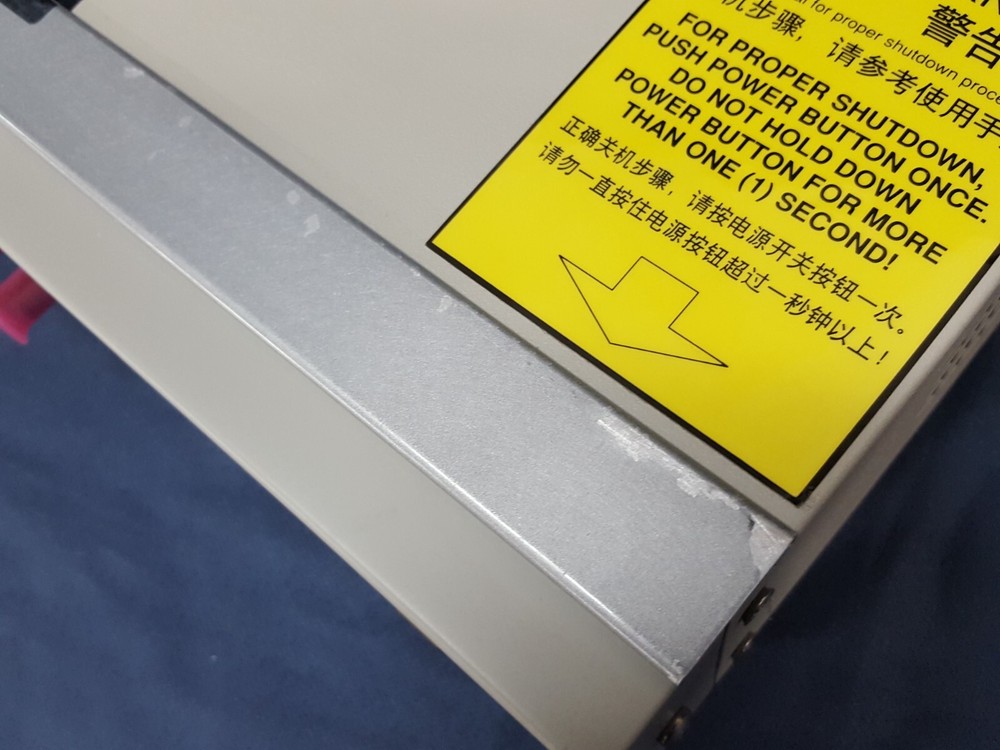 警告
al for proper shutdown proce
机步骤，请参考使用手
FOR PROPER SHUTDOWN,
PUSH POWER BUTTON ONCE.
DO NOT HOLD DOWN
POWER BUTTON FOR MORE
THAN ONE (1) SECOND!
正确关机步骤，请按电源开关按钮一次。
请勿一直按住电源按钮超过一秒钟以上！